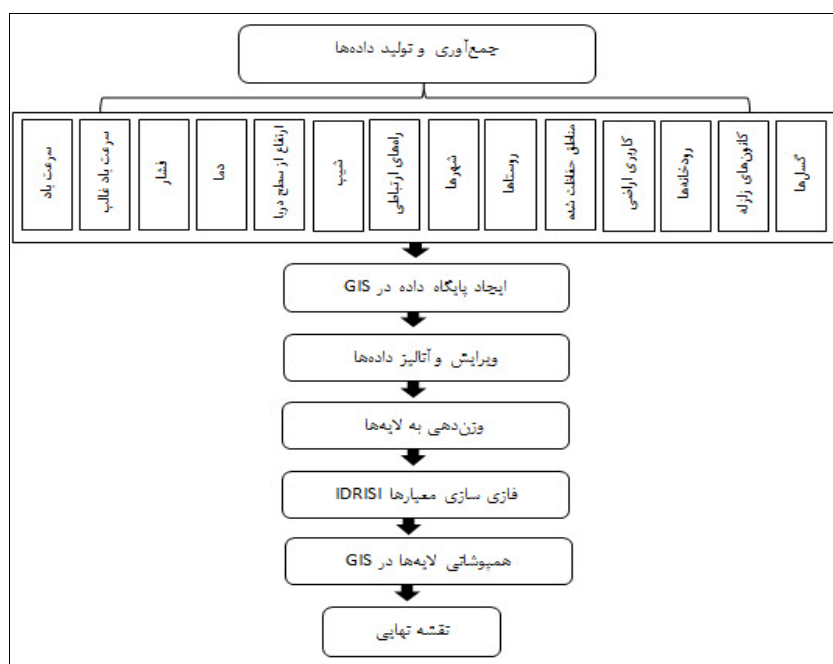 جمع‌آوری و تولید داده‌ها
گسل‌ها
کانون‌های زلزله
رودخانه‌ها
کاربری اراضی
مناطق حفاظت شده
روستاها
شهرها
راه‌های ارتباطی
شیب
ارتفاع از سطح دریا
دما
فشار
سرعت باد غالب
سرعت باد
ایجاد پایگاه داده در GIS
ویرایش و آنالیز داده‌ها
وزن‌دهی به لایه‌ها
فازی سازی معیارها IDRISI
همپوشانی لایه‌ها در GIS
نقشه نهایی